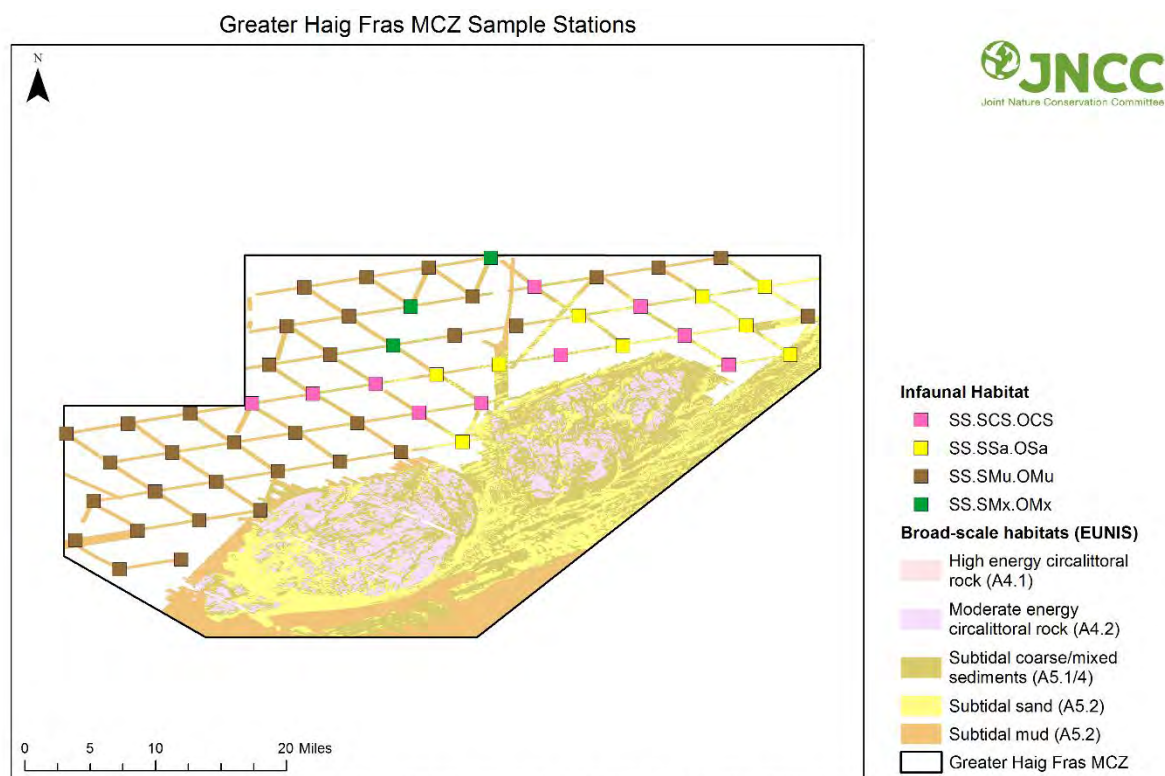 Greater Haig Fras MCZ Sample Stations
N
JNCC
Joint Nature Conservation Committee
Infaunal Habitat
SS.SCS.OCS
SS.SSa.OSa
SS.SMu.OMu
SS.SMx.OMx
Broad-scale habitats (EUNIS)
High energy circalittoral
rock (A4.1)
Moderate energy
circalittoral rock (A4.2)
Subtidal coarse/mixed
sediments (A5.1/4)
Subtidal sand (A5.2)
Subtidal mud (A5.2)
Greater Haig Fras MCZ
0 5 10 20 Miles